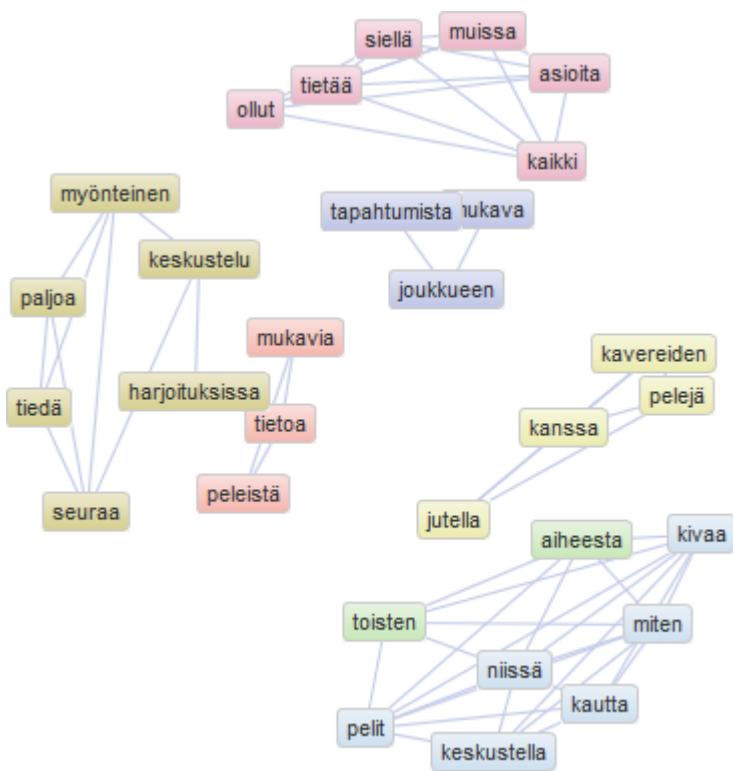 muissa
siellä
asioita
tietää
ollut
kaikki
myönteinen
tapahtumista
keskustelu
joukkueen
paljoa
mukavia
kavereiden
pelejä
harjoituksissa
tiedä
tietoa
kanssa
peleistä
seuraa
jutella
aiheesta
kivaa
toisten
miten
niissä
kautta
pelit
keskustella